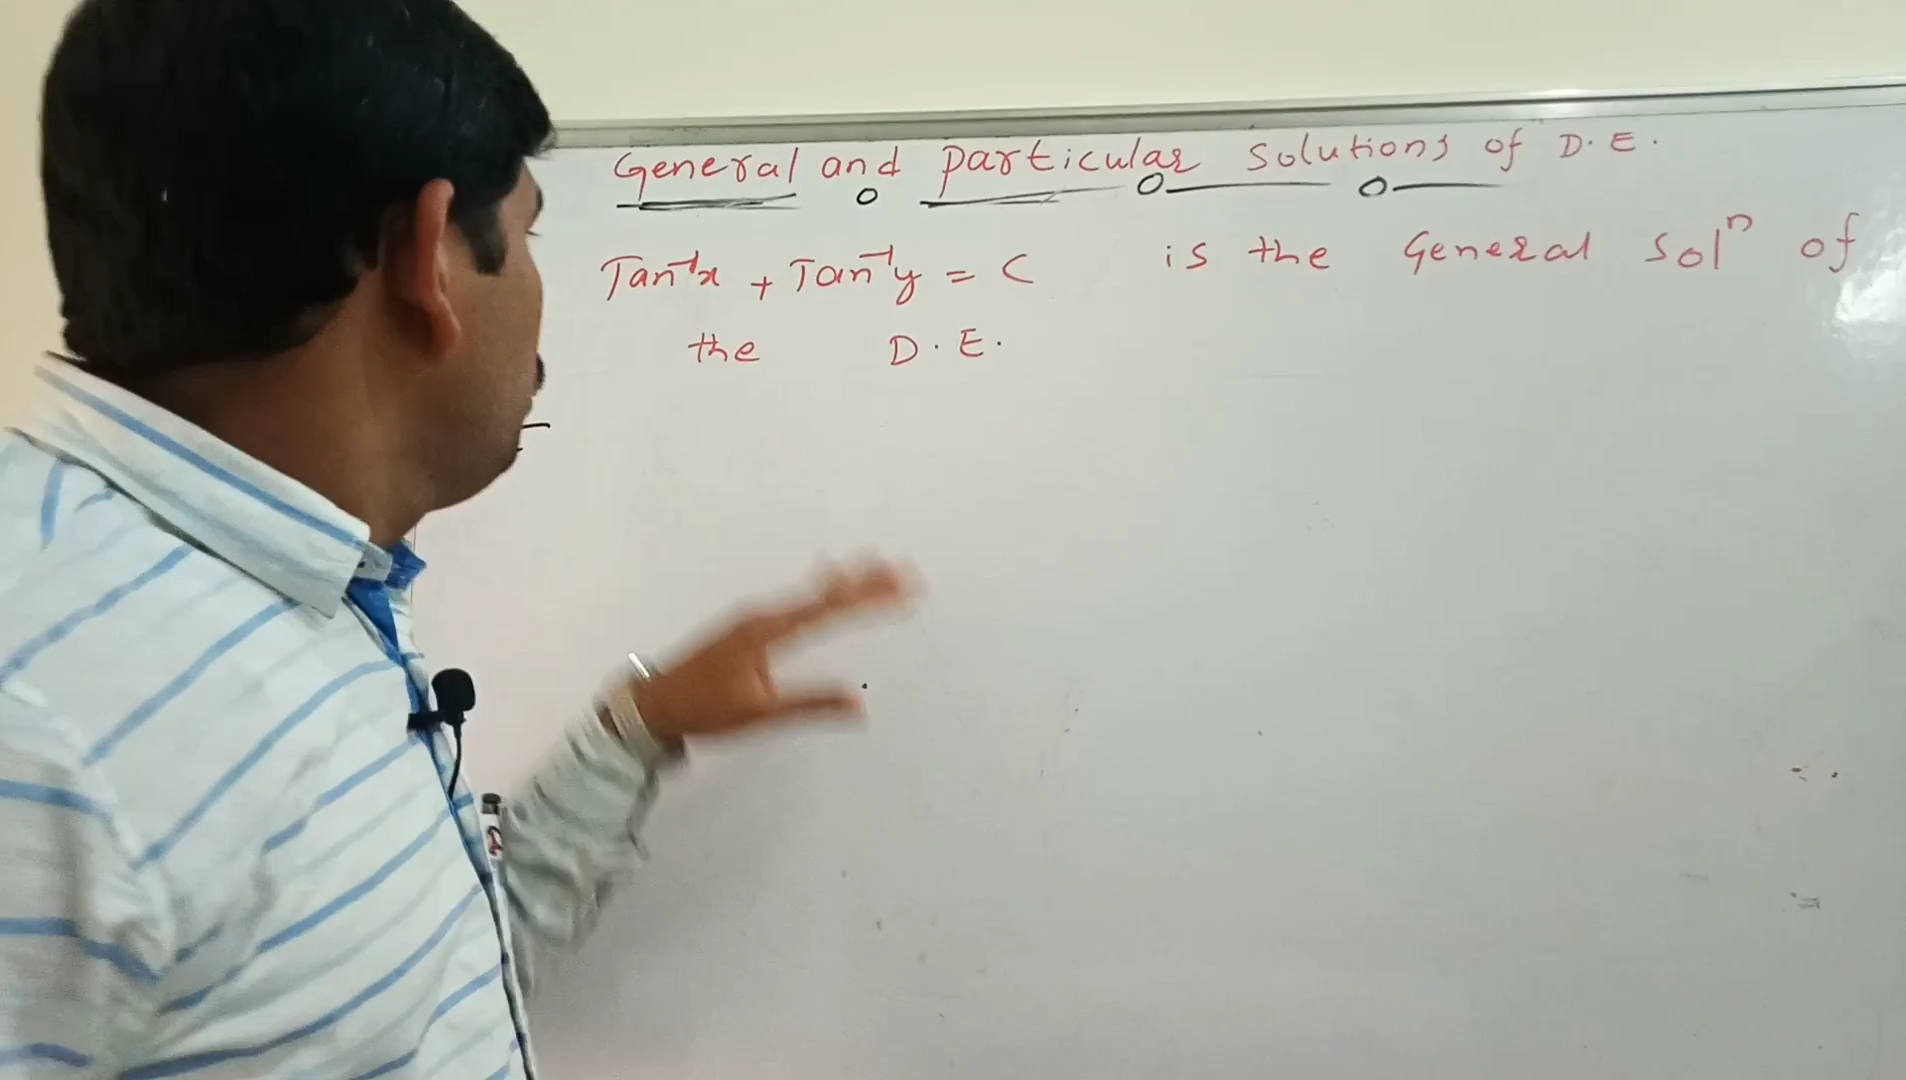 General and particular solutions of D.E.
Tan⁻¹x + Tan⁻¹y = C is the General solⁿ of
the D.E.